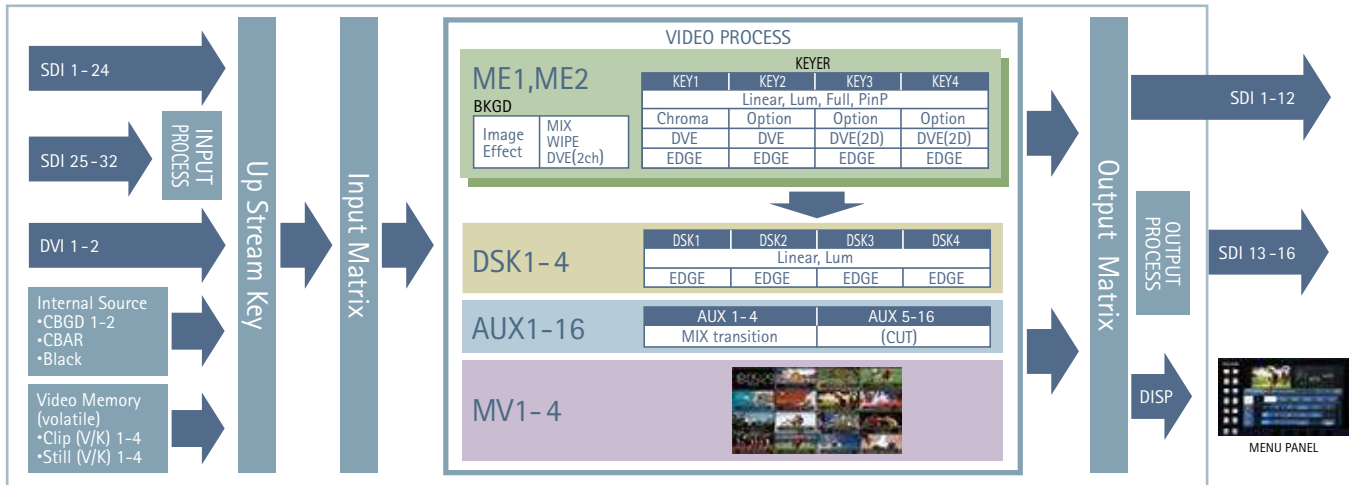 SDI 1-24
SDI 25-32
INPUT PROCESS
DVI 1-2
Internal Source
•CBGD 1-2
•CBAR
•Black
Video Memory
(volatile)
•Clip (V/K) 1-4
•Still (V/K) 1-4
Up Stream Key
Input Matrix
VIDEO PROCESS
ME1,ME2
BKGD
Image Effect
MIX
WIPE
DVE(2ch)
KEYER
KEY1 KEY2 KEY3 KEY4
Linear, Lum, Full, PinP
Chroma Option Option Option
DVE DVE DVE(2D) DVE(2D)
EDGE EDGE EDGE EDGE
DSK1-4
DSK1 DSK2 DSK3 DSK4
Linear, Lum
EDGE EDGE EDGE EDGE
AUX1-16
AUX 1-4 AUX 5-16
MIX transition (CUT)
MV1-4
Output Matrix
SDI 1-12
OUTPUT PROCESS
SDI 13-16
DISP
MENU PANEL